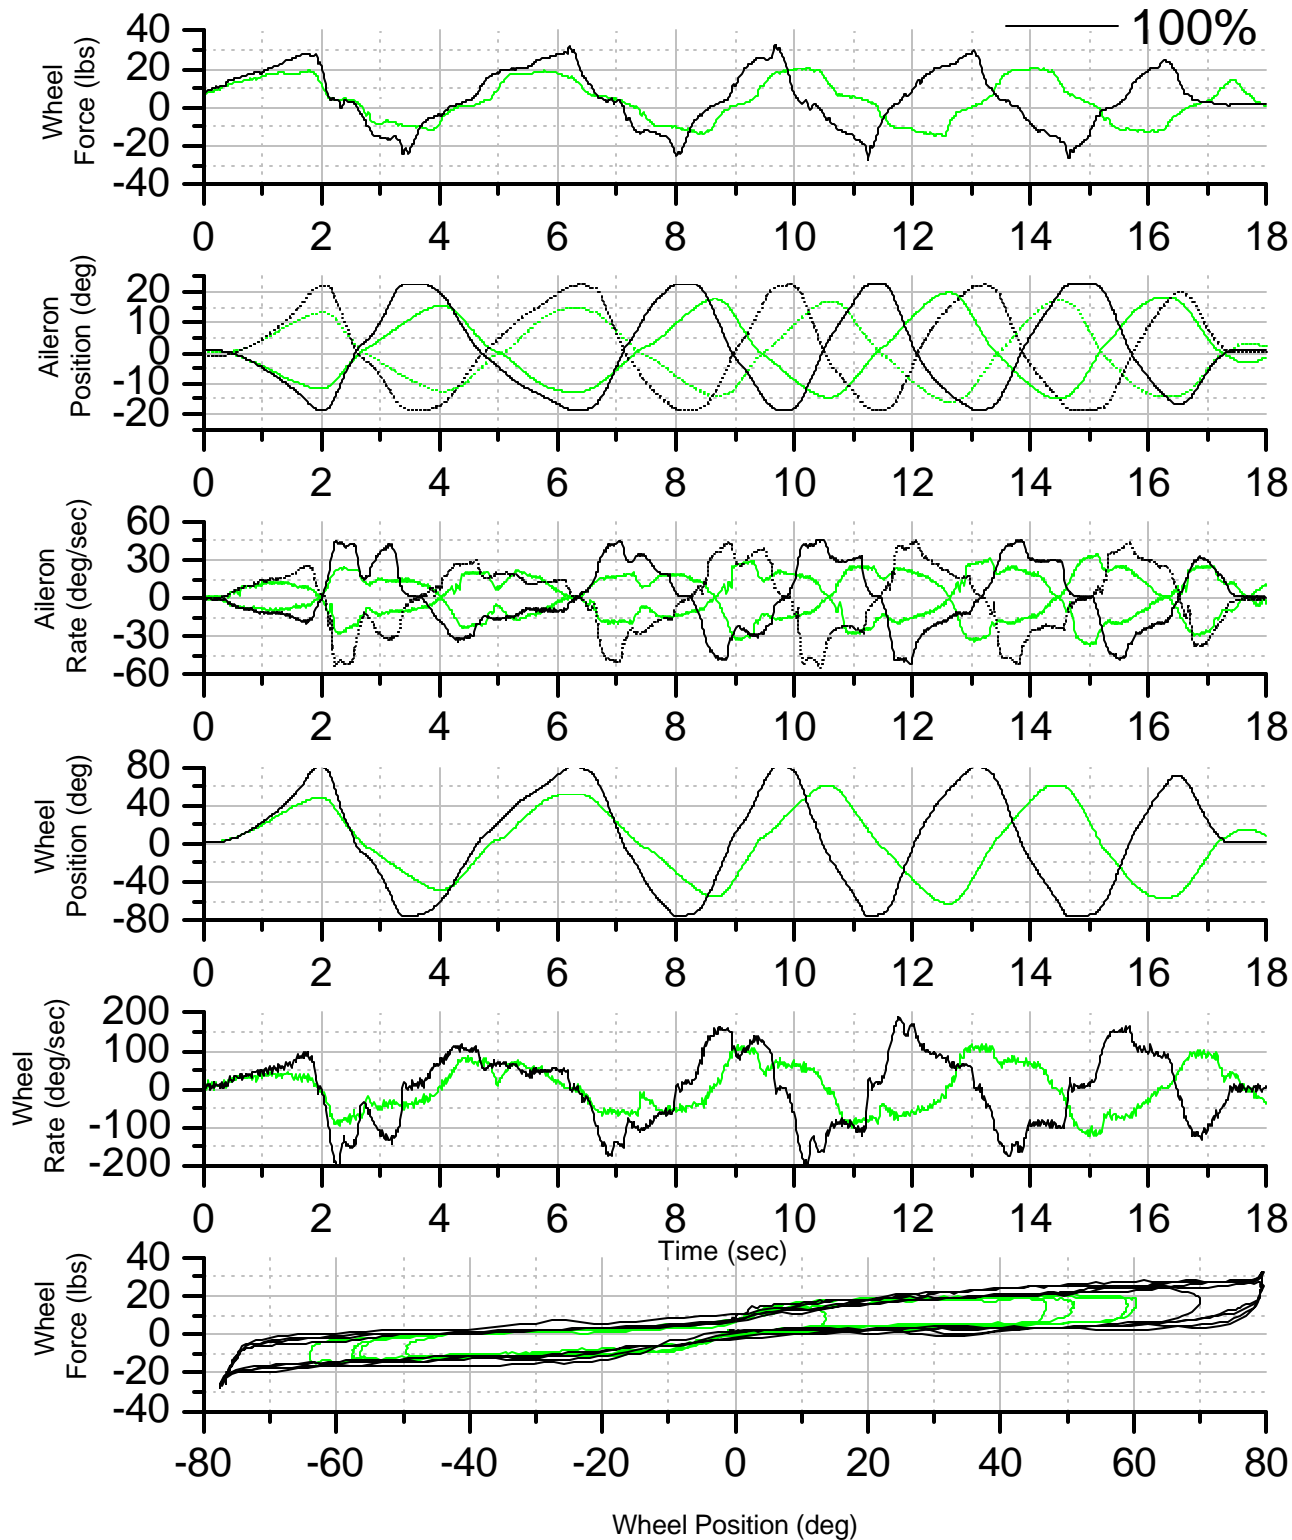 100%
Wheel
Force (lbs)
40
20
0
-20
-40
0 2 4 6 8 10 12 14 16 18
Aileron
Position (deg)
20
10
0
-10
-20
0 2 4 6 8 10 12 14 16 18
Aileron
Rate (deg/sec)
60
30
0
-30
-60
0 2 4 6 8 10 12 14 16 18
Wheel
Position (deg)
80
40
0
-40
-80
0 2 4 6 8 10 12 14 16 18
Wheel
Rate (deg/sec)
200
100
0
-100
-200
0 2 4 6 8 10 12 14 16 18
Time (sec)
Wheel
Force (lbs)
40
20
0
-20
-40
-80 -60 -40 -20 0 20 40 60 80
Wheel Position (deg)